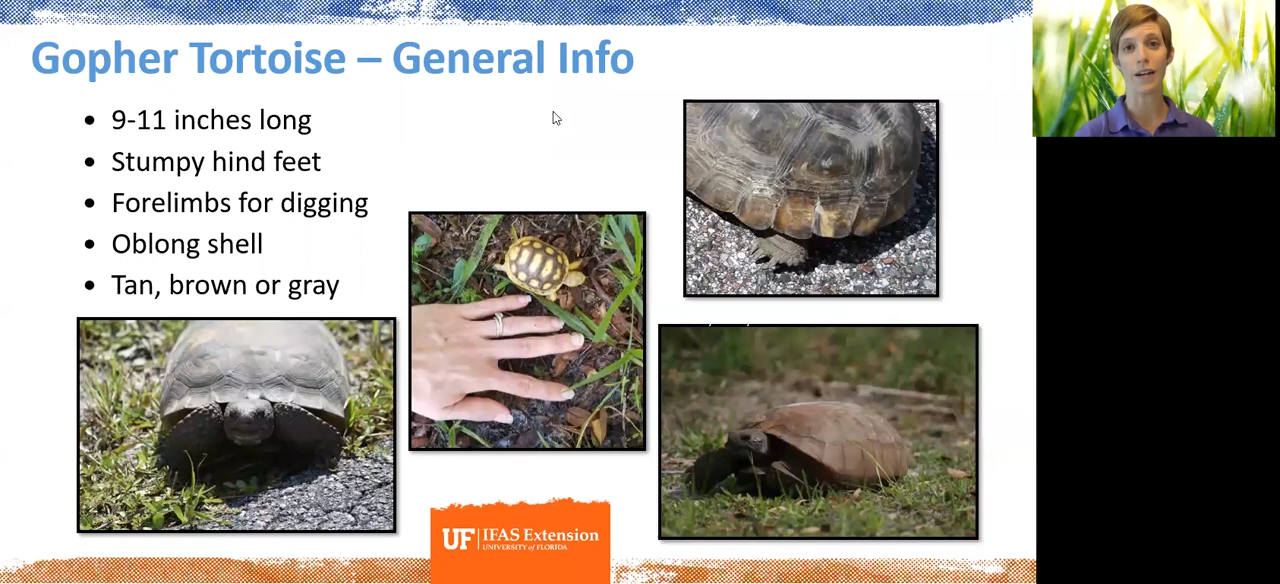 Gopher Tortoise – General Info
• 9-11 inches long
• Stumpy hind feet
• Forelimbs for digging
• Oblong shell
• Tan, brown or gray
UF | IFAS Extension
UNIVERSITY of FLORIDA